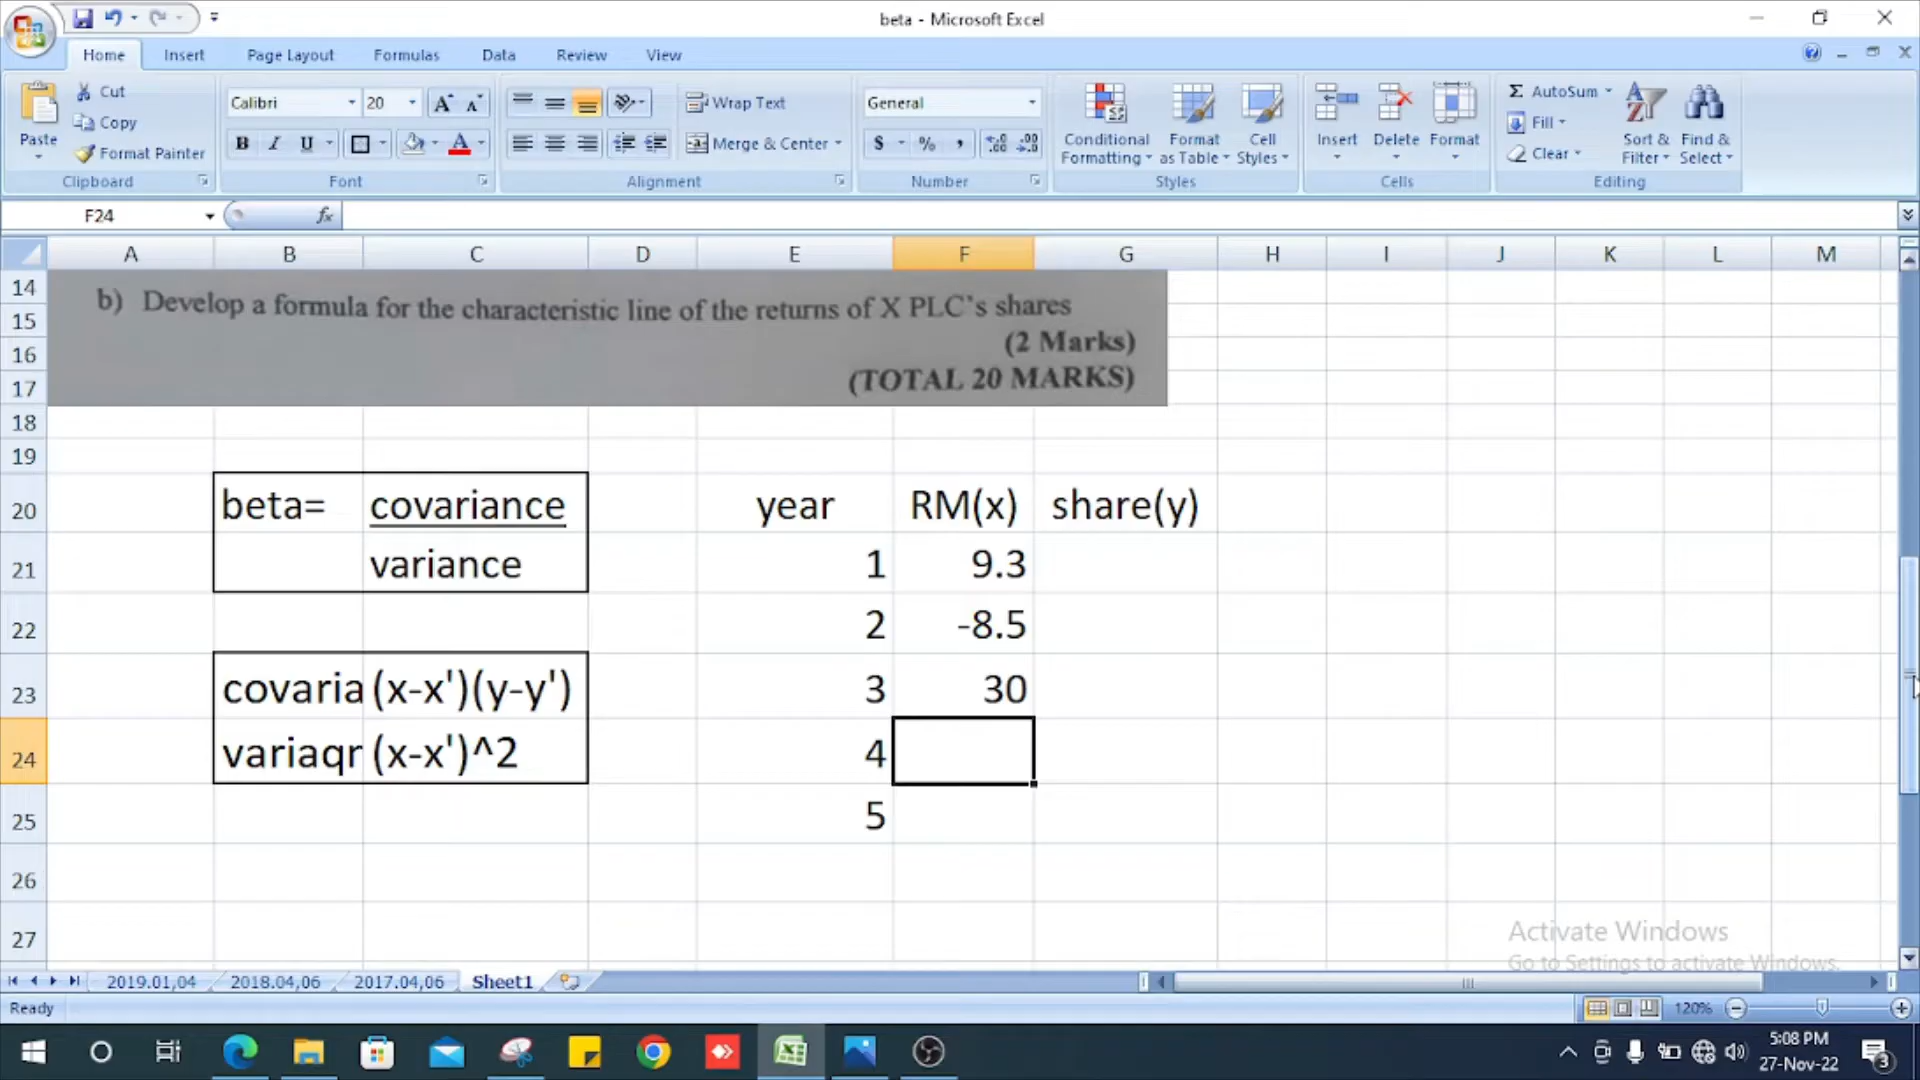 beta - Microsoft Excel
Home Insert Page Layout Formulas Data Review View
Paste
Cut
Copy
Format Painter
Clipboard
Calibri 20
B I U
Font
Wrap Text
Merge & Center
Alignment
General
$ % ,
Number
Conditional Formatting
Format as Table
Cell Styles
Styles
Insert Delete Format
Cells
Σ AutoSum
Fill
Clear
Sort & Filter
Find & Select
Editing
F24 fx
A B C D E F G H I J K L M
14 b) Develop a formula for the characteristic line of the returns of X PLC's shares
15
16 (2 Marks)
17 (TOTAL 20 MARKS)
18
19
20 beta= covariance year RM(x) share(y)
21 variance 1 9.3
22 2 -8.5
23 covaria (x-x')(y-y') 3 30
24 variaqr (x-x')^2 4
25 5
26
27
Activate Windows
Go to Settings to activate Windows.
2019.01,04 2018.04,06 2017.04,06 Sheet1
Ready 120%
5:08 PM
27-Nov-22
3